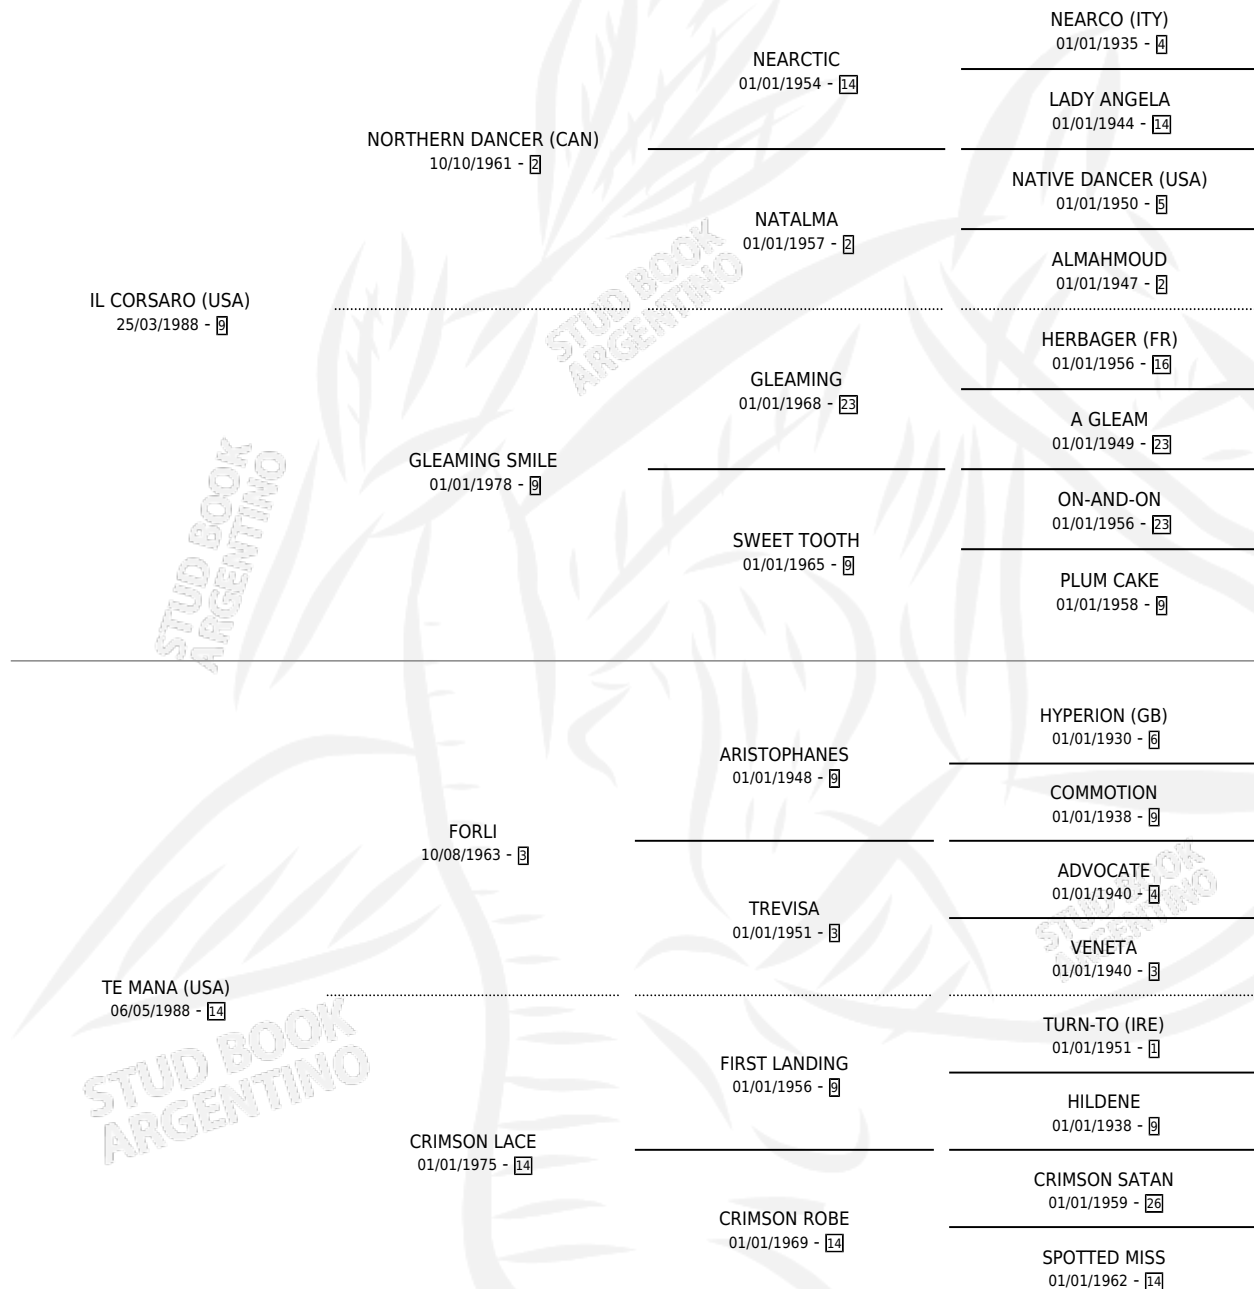 IL CORSARO (USA)
25/03/1988 - 9
NORTHERN DANCER (CAN)
10/10/1961 - 2
NEARCTIC
01/01/1954 - 14
NEARCO (ITY)
01/01/1935 - 4
LADY ANGELA
01/01/1944 - 14
NATALMA
01/01/1957 - 2
NATIVE DANCER (USA)
01/01/1950 - 5
ALMAHMOUD
01/01/1947 - 2
GLEAMING SMILE
01/01/1978 - 9
GLEAMING
01/01/1968 - 23
HERBAGER (FR)
01/01/1956 - 16
A GLEAM
01/01/1949 - 23
SWEET TOOTH
01/01/1965 - 9
ON-AND-ON
01/01/1956 - 23
PLUM CAKE
01/01/1958 - 9
TE MANA (USA)
06/05/1988 - 14
FORLI
10/08/1963 - 3
ARISTOPHANES
01/01/1948 - 9
HYPERION (GB)
01/01/1930 - 6
COMMOTION
01/01/1938 - 9
TREVISA
01/01/1951 - 3
ADVOCATE
01/01/1940 - 4
VENETA
01/01/1940 - 3
CRIMSON LACE
01/01/1975 - 14
FIRST LANDING
01/01/1956 - 9
TURN-TO (IRE)
01/01/1951 - 1
HILDENE
01/01/1938 - 9
CRIMSON ROBE
01/01/1969 - 14
CRIMSON SATAN
01/01/1959 - 26
SPOTTED MISS
01/01/1962 - 14
STUD BOOK
ARGENTINO
STUD BOOK
ARGENTINO
STUD BOOK
ARGENTINO
STUD BOOK
ARGENTINO